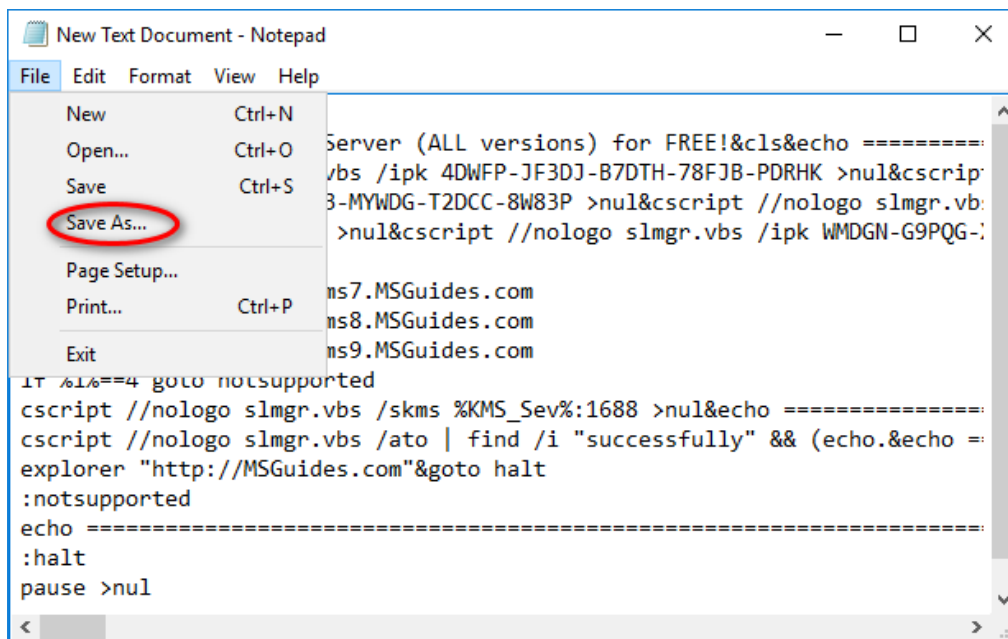 New Text Document - Notepad
File Edit Format View Help
New Ctrl+N
Open... Ctrl+O
Save Ctrl+S
Save As...
Page Setup...
Print... Ctrl+P
Exit
Server (ALL versions) for FREE!&cls&echo ==========
vbs /ipk 4DWFP-JF3DJ-B7DTH-78FJB-PDRHK >nul&cscrip
-MYWDG-T2DCC-8W83P >nul&cscript //nologo slmgr.vb
>nul&cscript //nologo slmgr.vbs /ipk WMDGN-G9PQG-
ms7.MSGuides.com
ms8.MSGuides.com
ms9.MSGuides.com
if %i%==4 goto notsupported
cscript //nologo slmgr.vbs /skms %KMS_Sev%:1688 >nul&echo ===============
cscript //nologo slmgr.vbs /ato | find /i "successfully" && (echo.&echo =
explorer "http://MSGuides.com"&goto halt
:notsupported
echo ====================================================================
:halt
pause >nul